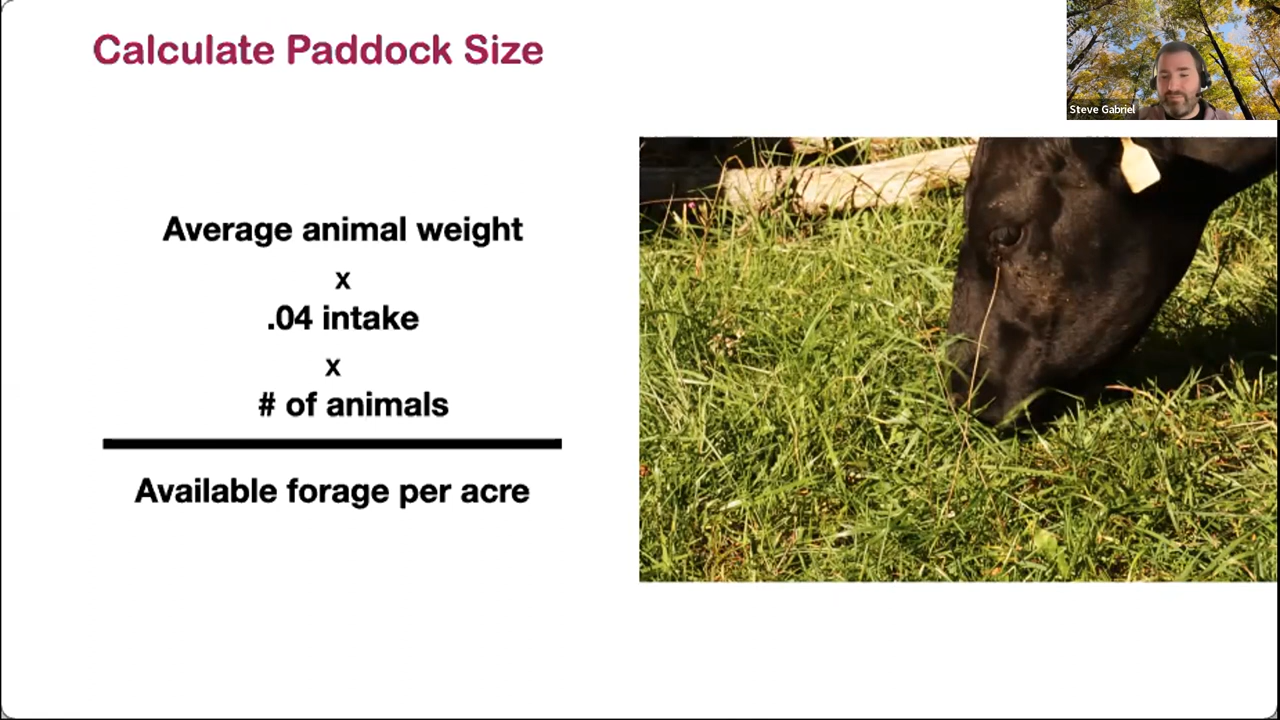 Calculate Paddock Size
Steve Gabriel
Average animal weight
x
.04 intake
x
# of animals
Available forage per acre